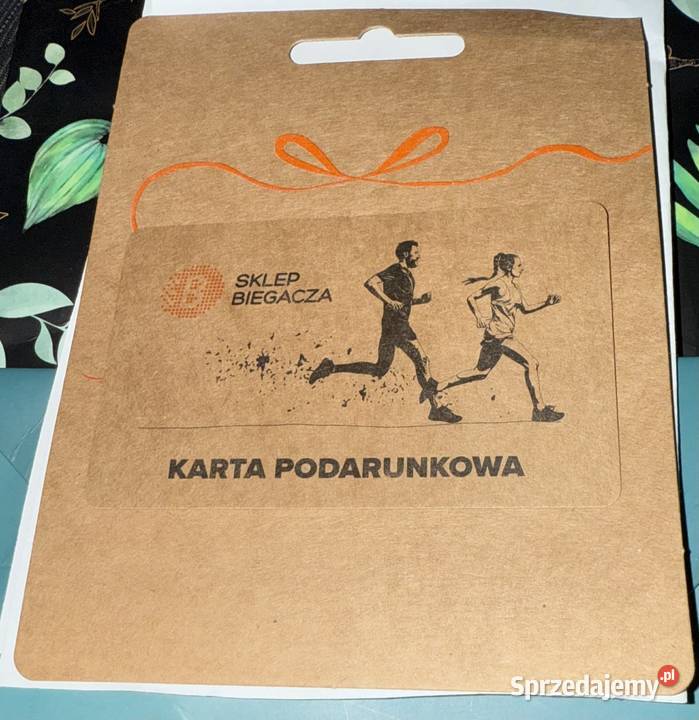 B
SKLEP
BIEGACZA
KARTA PODARUNKOWA
Sprzedajemy.pl